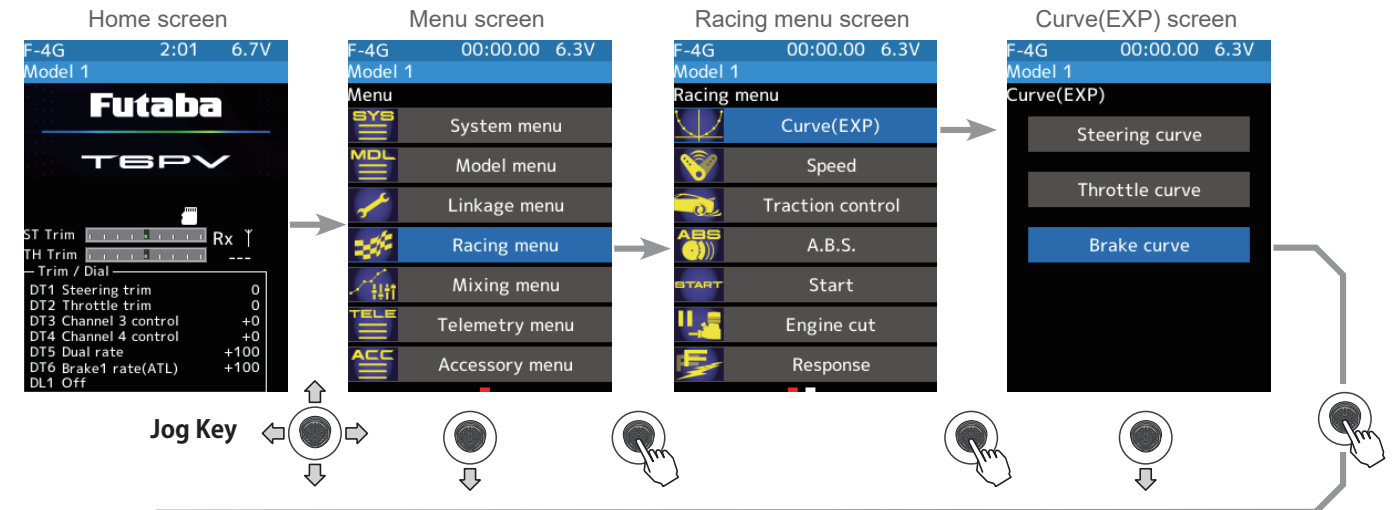 Home screen
Menu screen
Racing menu screen
Curve(EXP) screen
F-4G 2:01 6.7V
Model 1
Futaba
T6PV
ST Trim
Rx
TH Trim
---
Trim / Dial
DT1 Steering trim 0
DT2 Throttle trim 0
DT3 Channel 3 control +0
DT4 Channel 4 control +0
DT5 Dual rate +100
DT6 Brake1 rate(ATL) +100
DL1 Off
F-4G 00:00.00 6.3V
Model 1
Menu
SYS System menu
MDL Model menu
Linkage menu
Racing menu
Mixing menu
TELE Telemetry menu
ACC Accessory menu
F-4G 00:00.00 6.3V
Model 1
Racing menu
Curve(EXP)
Speed
Traction control
ABS A.B.S.
START Start
Engine cut
F Response
F-4G 00:00.00 6.3V
Model 1
Curve(EXP)
Steering curve
Throttle curve
Brake curve
Jog Key